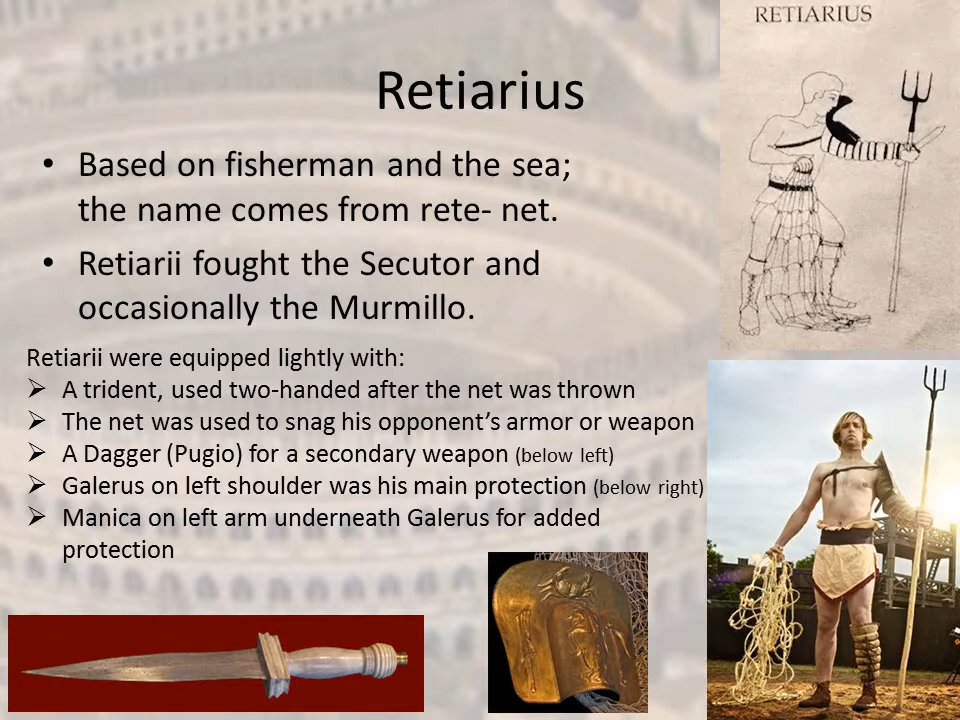 RETIARIUS
Retiarius
• Based on fisherman and the sea;
the name comes from rete- net.
• Retiarii fought the Secutor and
occasionally the Murmillo.
Retiarii were equipped lightly with:
➢ A trident, used two-handed after the net was thrown
➢ The net was used to snag his opponent’s armor or weapon
➢ A Dagger (Pugio) for a secondary weapon (below left)
➢ Galerus on left shoulder was his main protection (below right)
➢ Manica on left arm underneath Galerus for added
protection